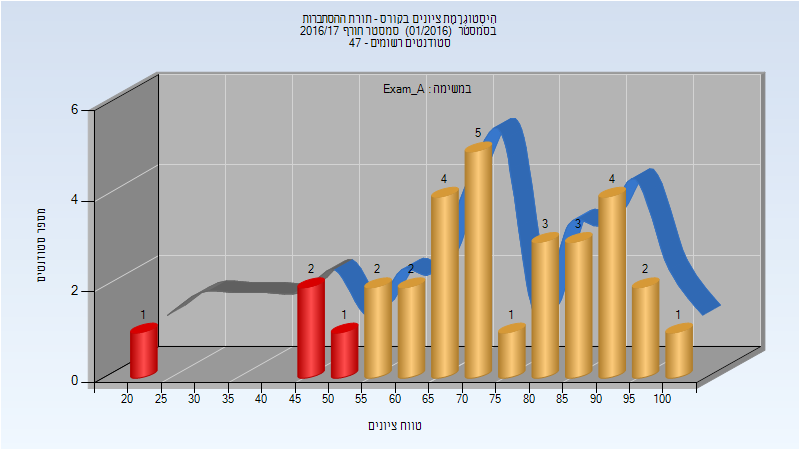 היסטוגרמת ציונים בקורס - תורת ההסתברות
בסמסטר (01/2016) סמסטר חורף 2016/17
סטודנטים רשומים - 47
במשימה : Exam_A
מספר סטודנטים
6
4
2
0
1
2
1
2
2
4
5
1
3
3
4
2
1
20 25 30 35 40 45 50 55 60 65 70 75 80 85 90 95 100
טווח ציונים